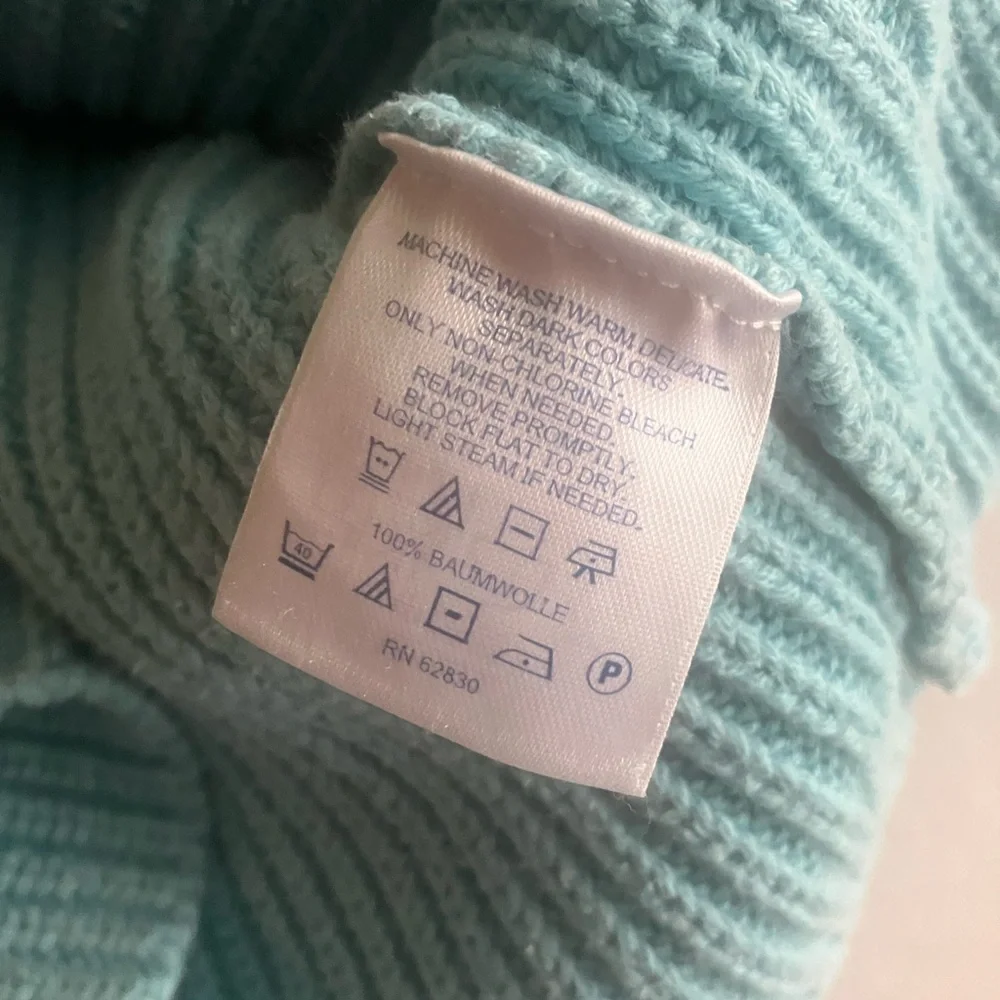 MACHINE WASH WARM DELICATE.
WASH DARK COLORS
SEPARATELY.
ONLY NON-CHLORINE BLEACH
WHEN NEEDED.
REMOVE PROMPTLY.
BLOCK FLAT TO DRY.
LIGHT STEAM IF NEEDED.
100% BAUMWOLLE
40
P
RN 62830